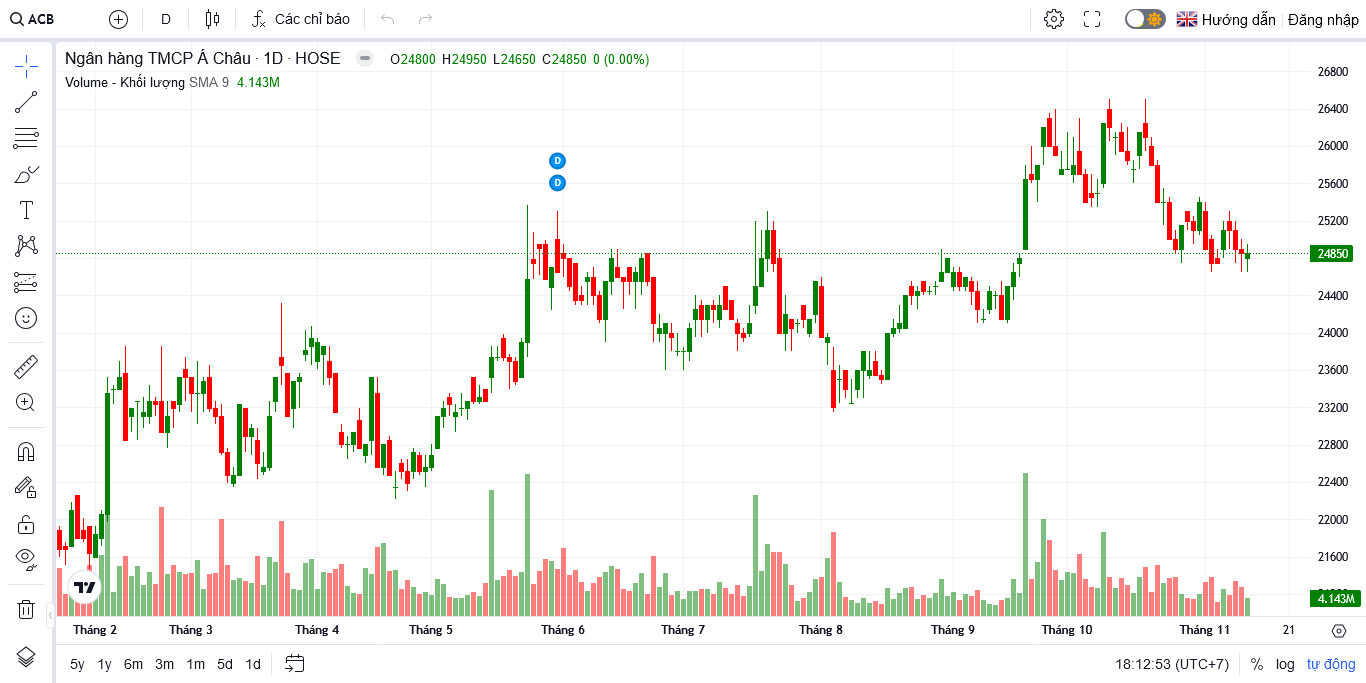 ACB D Các chỉ báo Hướng dẫn Đăng nhập
Ngân hàng TMCP Á Châu · 1D · HOSE O24800 H24950 L24650 C24850 0 (0.00%)
Volume - Khối lượng SMA 9 4.143M
26800
26400
26000
D
25600
D
25200
24850
24400
24000
23600
23200
22800
22400
22000
21600
4.143M
Tháng 2 Tháng 3 Tháng 4 Tháng 5 Tháng 6 Tháng 7 Tháng 8 Tháng 9 Tháng 10 Tháng 11 21
5y 1y 6m 3m 1m 5d 1d 18:12:53 (UTC+7) % log tự động